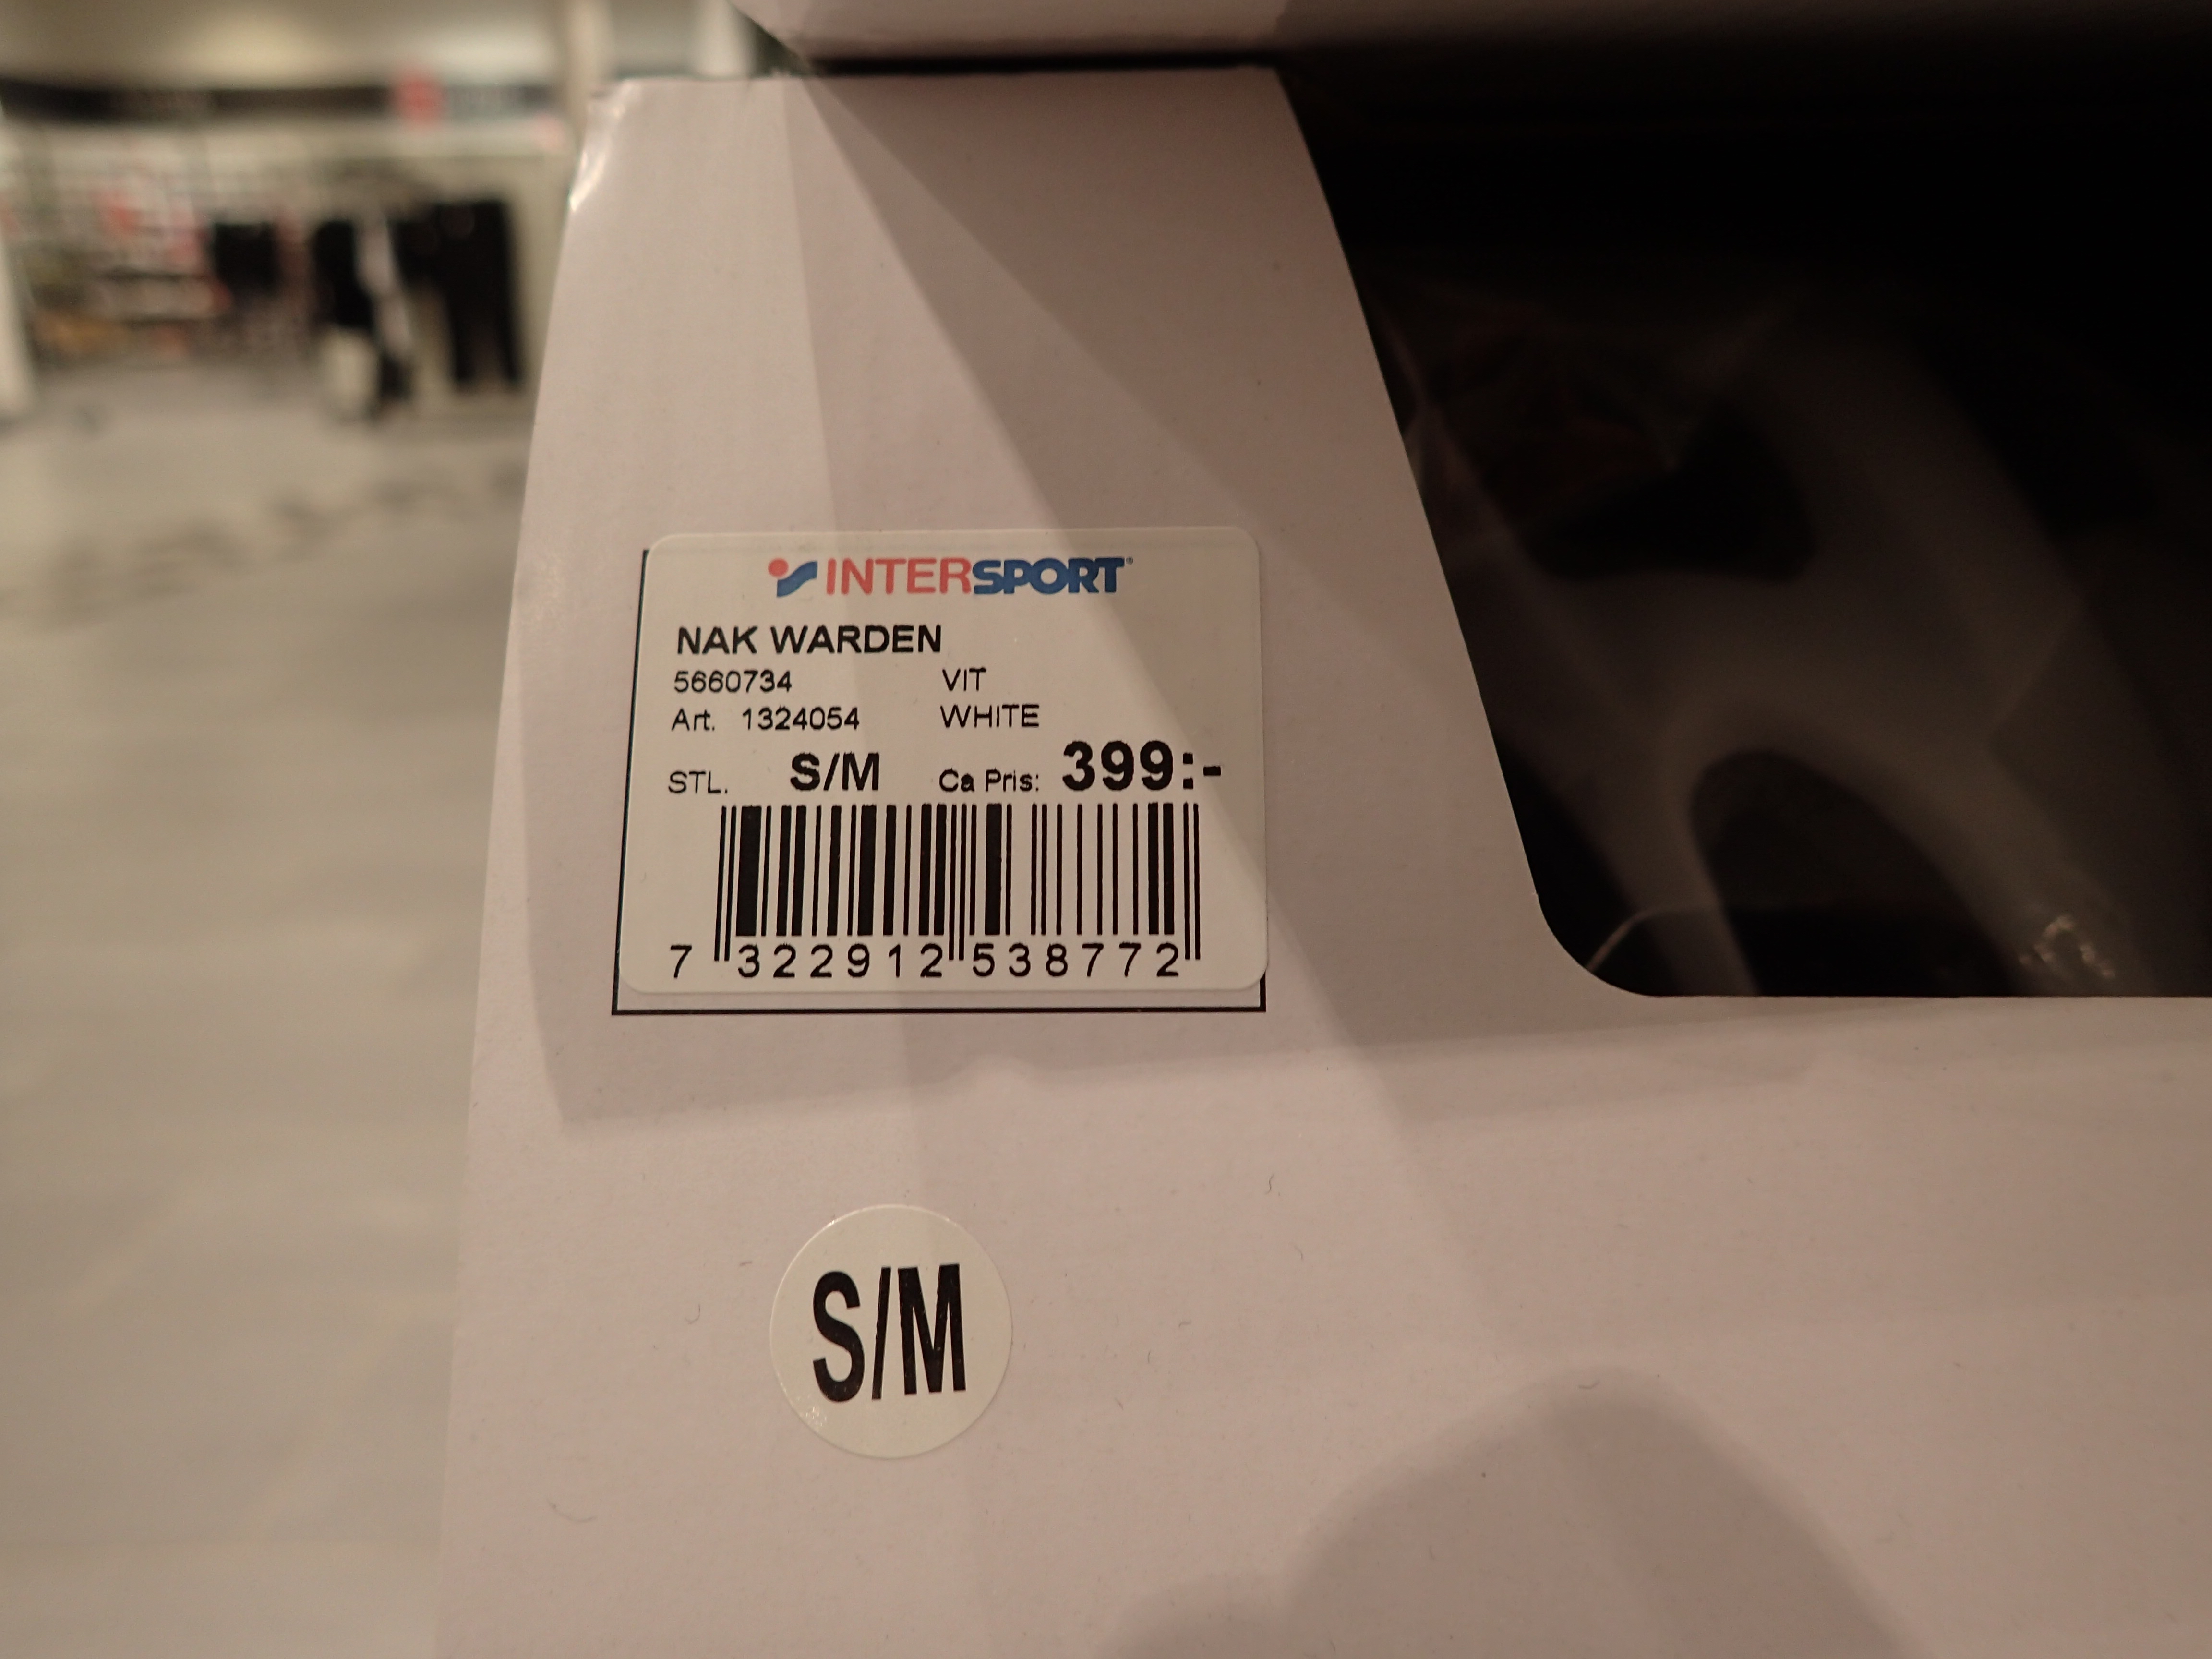 INTERSPORT
NAK WARDEN
5660734 VIT
Art. 1324054 WHITE
STL. S/M Ca Pris: 399:-
7 322912 538772
S/M